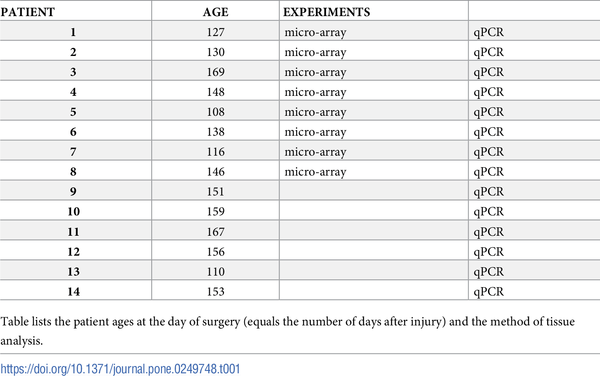 PATIENT AGE EXPERIMENTS
1 127 micro-array qPCR
2 130 micro-array qPCR
3 169 micro-array qPCR
4 148 micro-array qPCR
5 108 micro-array qPCR
6 138 micro-array qPCR
7 116 micro-array qPCR
8 146 micro-array qPCR
9 151 qPCR
10 159 qPCR
11 167 qPCR
12 156 qPCR
13 110 qPCR
14 153 qPCR
Table lists the patient ages at the day of surgery (equals the number of days after injury) and the method of tissue
analysis.
https://doi.org/10.1371/journal.pone.0249748.t001